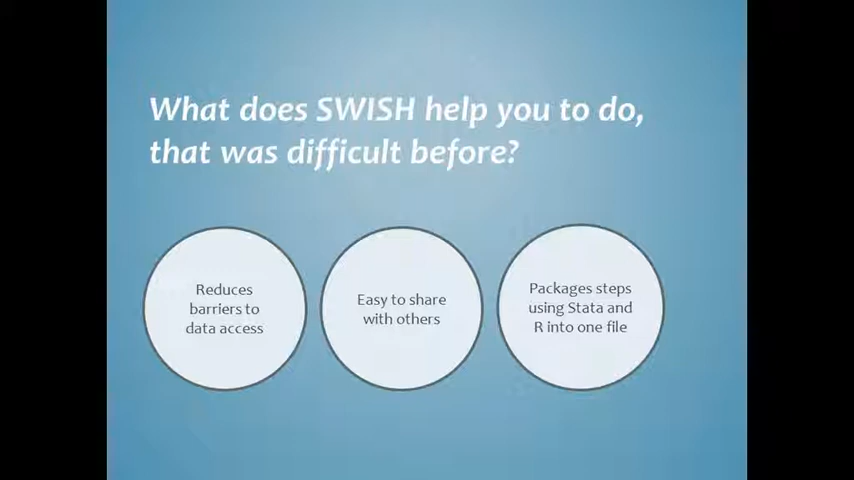 What does SWISH help you to do,
that was difficult before?
Reduces
barriers to
data access
Easy to share
with others
Packages steps
using Stata and
R into one file